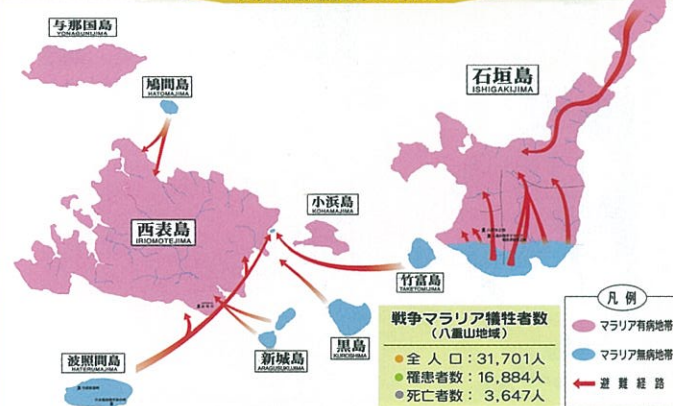 与那国島
YONAGUNIJIMA
鳩間島
HATOMAJIMA
石垣島
ISHIGAKIJIMA
小浜島
KOHAMAJIMA
西表島
IRIOMOTEJIMA
竹富島
TAKETOMIJIMA
黒島
KUROSHIMA
新城島
ARAGUSUKUJIMA
波照間島
HATERUMAJIMA
戦争マラリア犠牲者数
(八重山地域)
全人口:31,701人
罹患者数:16,884人
死亡者数:3,647人
凡例
マラリア有病地帯
マラリア無病地帯
避難経路